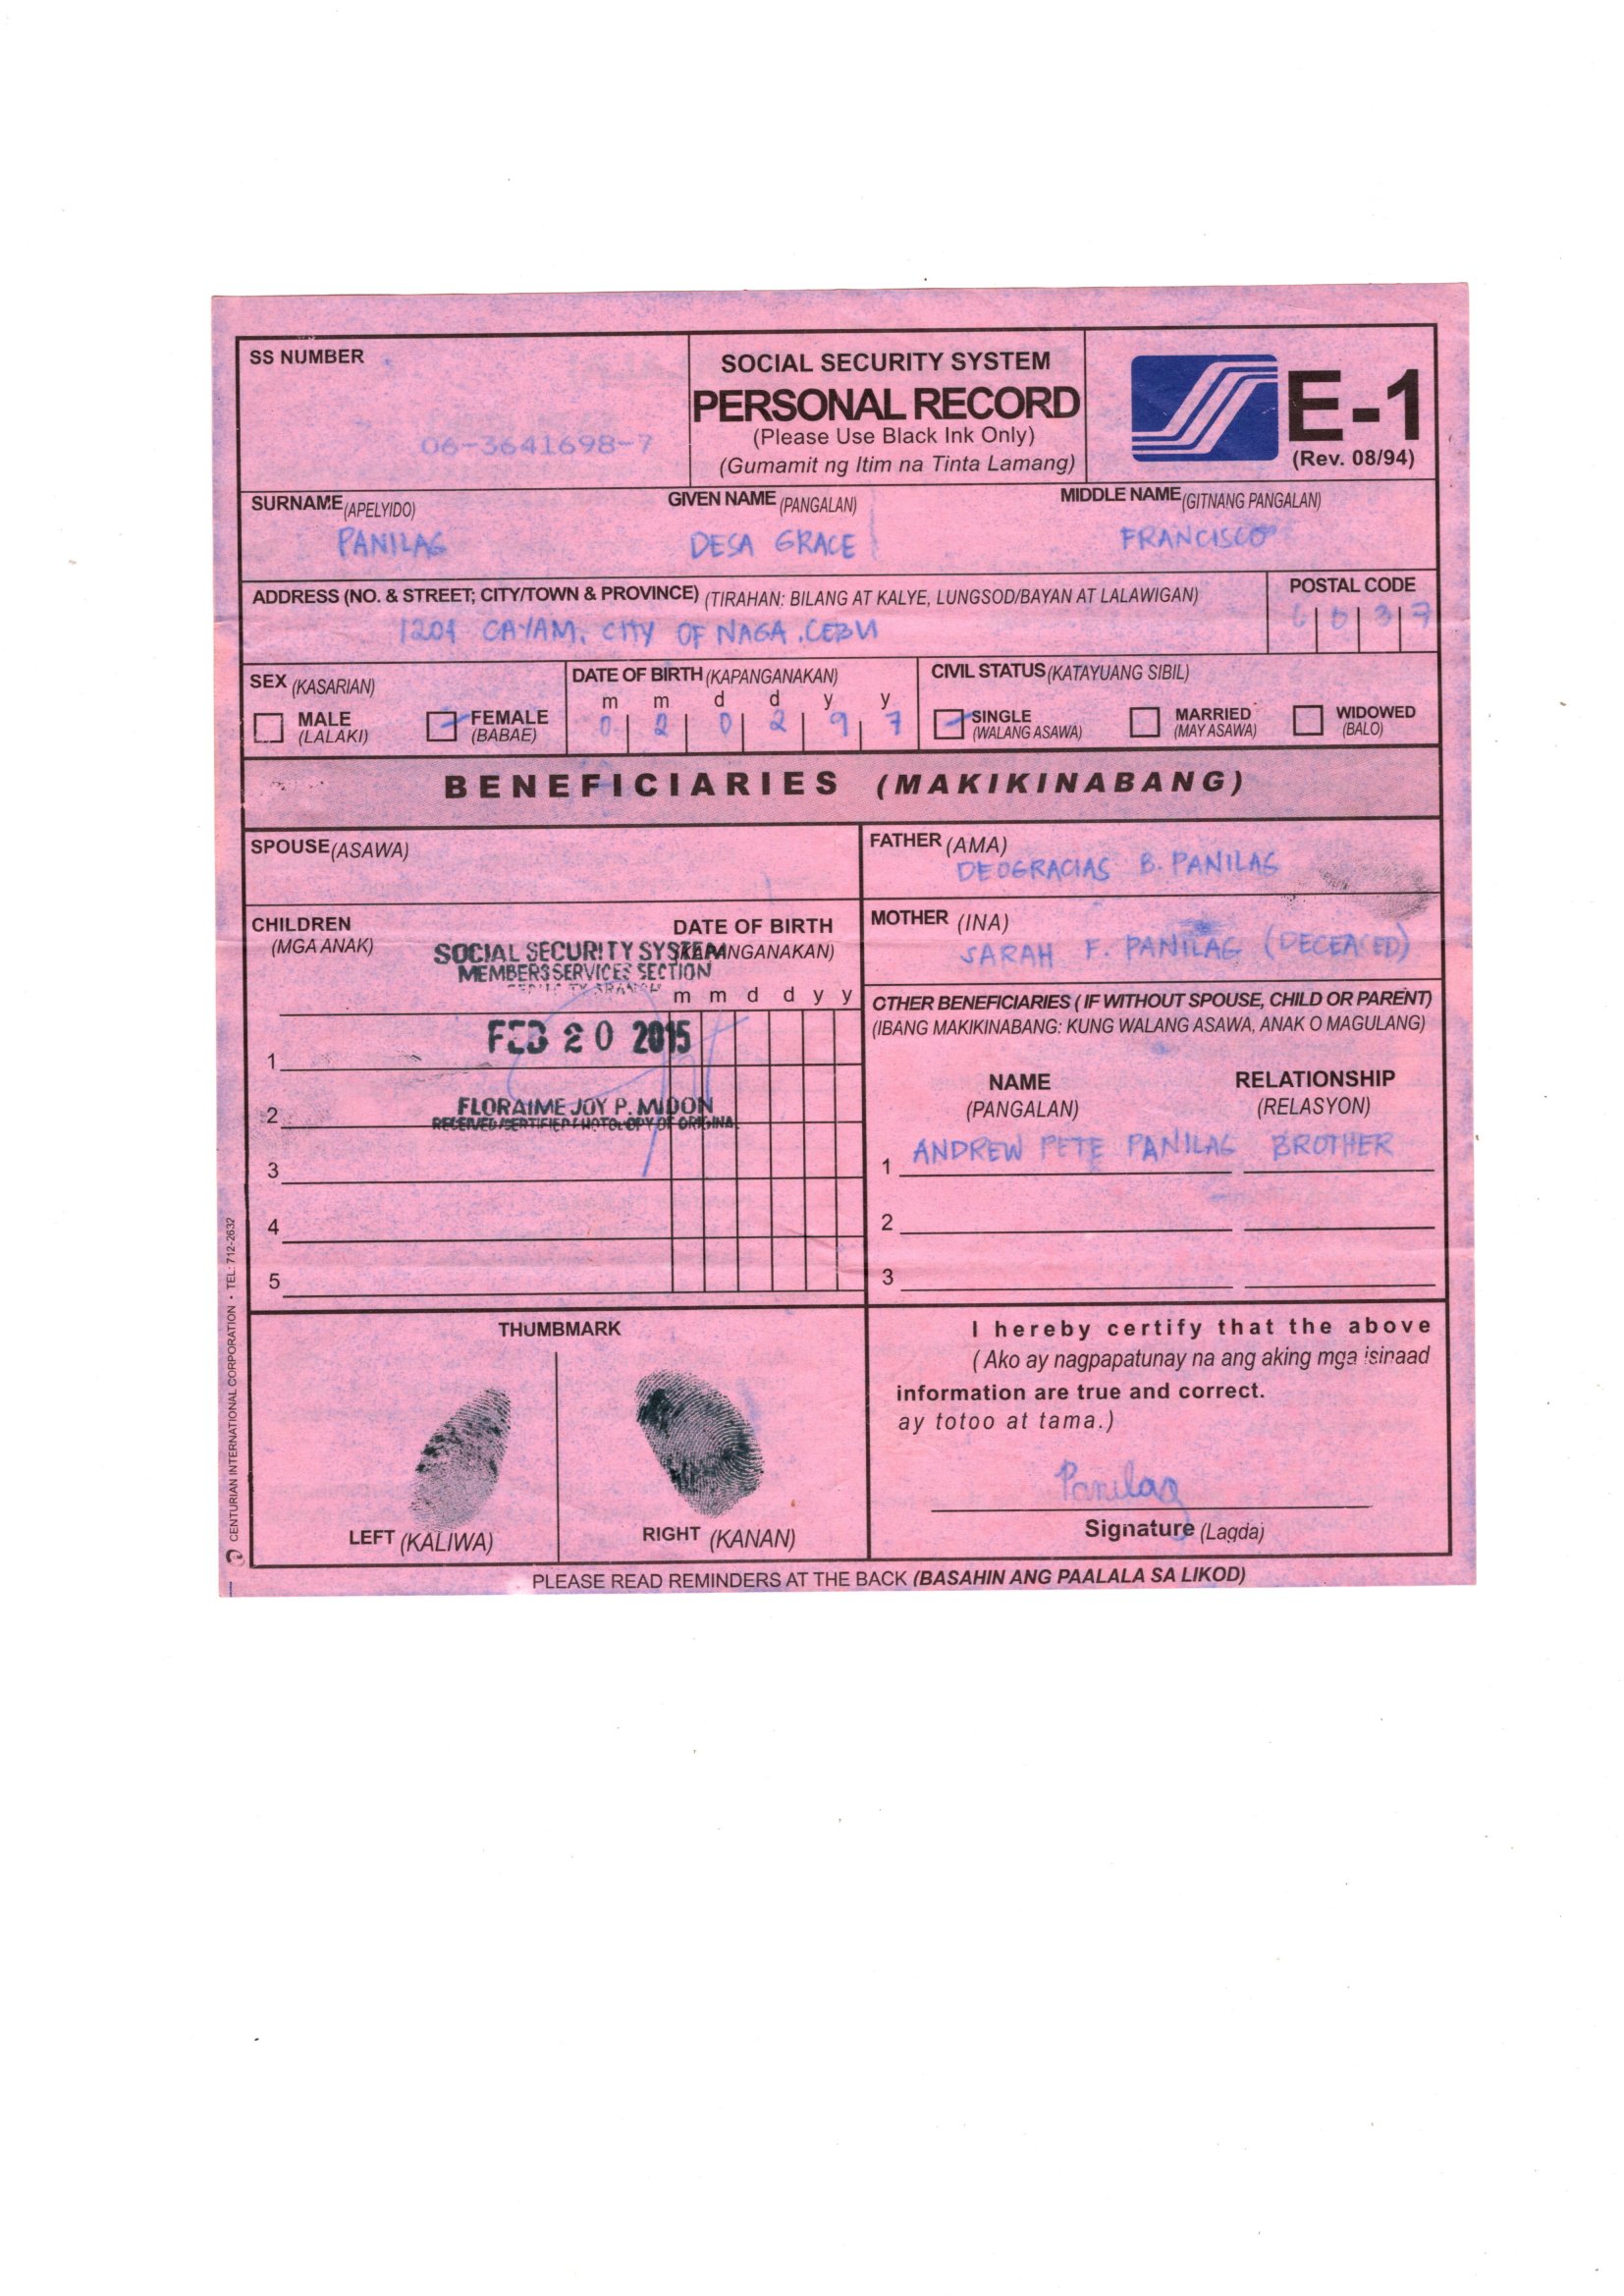 SS NUMBER
06-3641698-7
SOCIAL SECURITY SYSTEM
PERSONAL RECORD
(Please Use Black Ink Only)
(Gumamit ng Itim na Tinta Lamang)
E-1
(Rev. 08/94)
SURNAME (APELYIDO) GIVEN NAME (PANGALAN) MIDDLE NAME (GITNANG PANGALAN)
PANILAG DESA GRACE FRANCISCO
ADDRESS (NO. & STREET; CITY/TOWN & PROVINCE) (TIRAHAN: BILANG AT KALYE, LUNGSOD/BAYAN AT LALAWIGAN) POSTAL CODE
1201 CAYAM, CITY OF NAGA, CEBU 6037
SEX (KASARIAN) DATE OF BIRTH (KAPANGANAKAN) CIVIL STATUS (KATAYUANG SIBIL)
m m d d y y
MALE FEMALE 0 2 0 2 9 7 SINGLE MARRIED WIDOWED
(LALAKI) (BABAE) (WALANG ASAWA) (MAY ASAWA) (BALO)
BENEFICIARIES (MAKIKINABANG)
SPOUSE (ASAWA)
FATHER (AMA)
DEOGRACIAS B. PANILAG
CHILDREN DATE OF BIRTH
(MGA ANAK) (KAPANGANAKAN)
SOCIAL SECURITY SYSTEM
MEMBERS SERVICES SECTION
m m d d y y
FEB 20 2015
1
FLORAIME JOY P. MIDON
RECEIVED/CERTIFIED PHOTOCOPY OF ORIGINAL
2
3
4
5
MOTHER (INA)
SARAH F. PANILAG (DECEASED)
OTHER BENEFICIARIES ( IF WITHOUT SPOUSE, CHILD OR PARENT)
(IBANG MAKIKINABANG: KUNG WALANG ASAWA, ANAK O MAGULANG)
NAME RELATIONSHIP
(PANGALAN) (RELASYON)
1 ANDREW PETE PANILAG BROTHER
2
3
THUMBMARK
LEFT (KALIWA) RIGHT (KANAN)
I hereby certify that the above
( Ako ay nagpapatunay na ang aking mga isinaad
information are true and correct.
ay totoo at tama.)
Panilag
Signature (Lagda)
PLEASE READ REMINDERS AT THE BACK (BASAHIN ANG PAALALA SA LIKOD)
CENTURIAN INTERNATIONAL CORPORATION • TEL: 712-2632